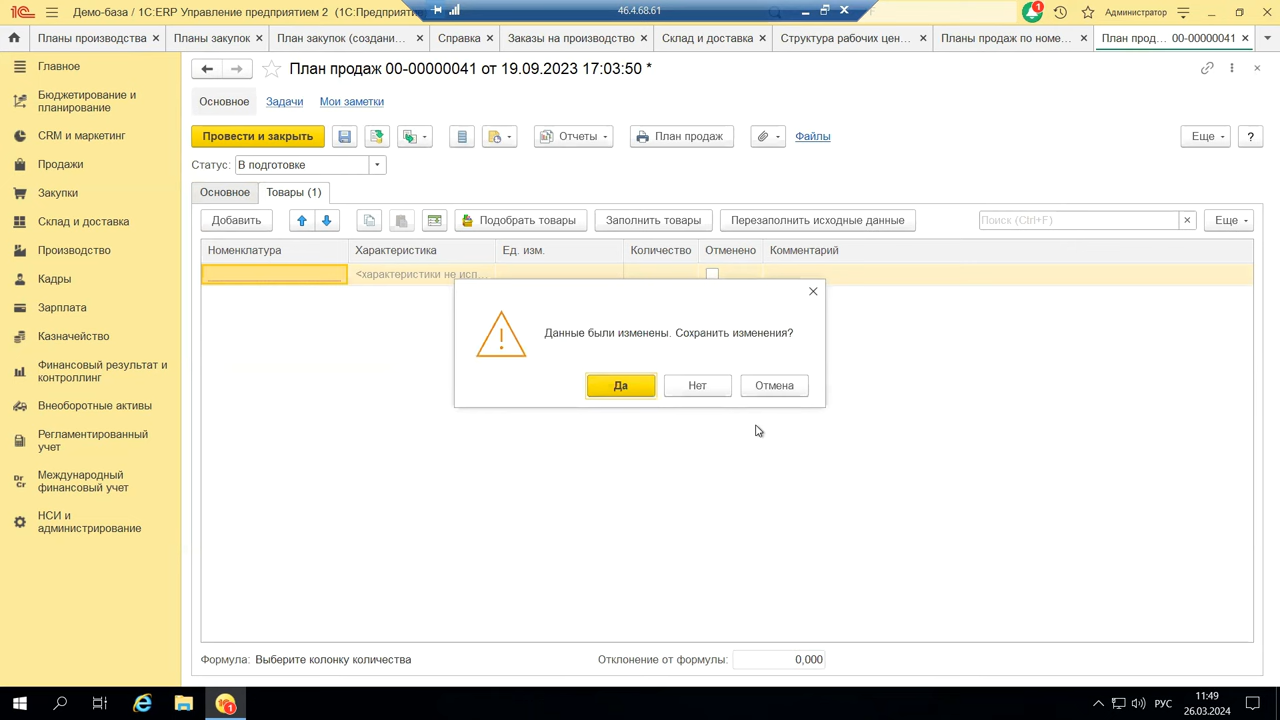 Демо-база / 1С:ERP Управление предприятием 2 (1С:Предприятие
46.4.68.61
1
Администратор
Планы производства
Планы закупок
План закупок (создани...
Справка
Заказы на производство
Склад и доставка
Структура рабочих цен...
Планы продаж по номе...
План прод... 00-00000041
Главное
Бюджетирование и
планирование
CRM и маркетинг
Продажи
Закупки
Склад и доставка
Производство
Кадры
Зарплата
Казначейство
Финансовый результат и
контроллинг
Внеоборотные активы
Регламентированный
учет
Международный
финансовый учет
НСИ и
администрирование
План продаж 00-00000041 от 19.09.2023 17:03:50 *
Основное Задачи Мои заметки
Провести и закрыть Отчеты План продаж Файлы Еще ?
Статус: В подготовке
Основное Товары (1)
Добавить Подобрать товары Заполнить товары Перезаполнить исходные данные Поиск (Ctrl+F) Еще
Номенклатура Характеристика Ед. изм. Количество Отменено Комментарий
<характеристики не исп...
Данные были изменены. Сохранить изменения?
Да Нет Отмена
Формула: Выберите колонку количества Отклонение от формулы: 0,000
1
РУС
11:49
26.03.2024